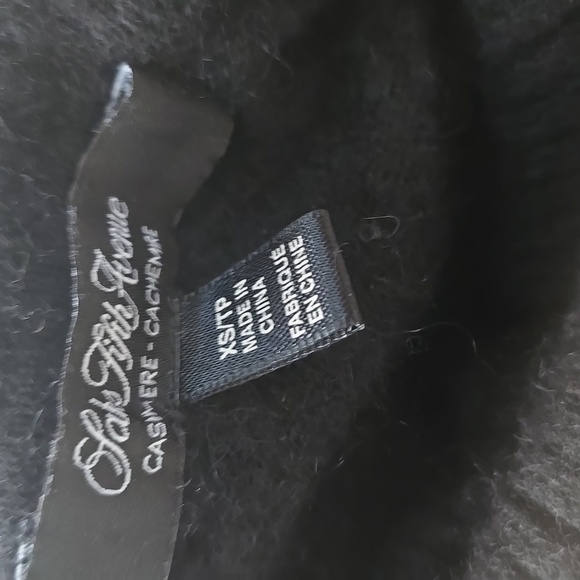 Saks Fifth Avenue
CASHMERE - CACHEMIRE
XS/TP
MADE IN
CHINA
FABRIQUE
EN CHINE